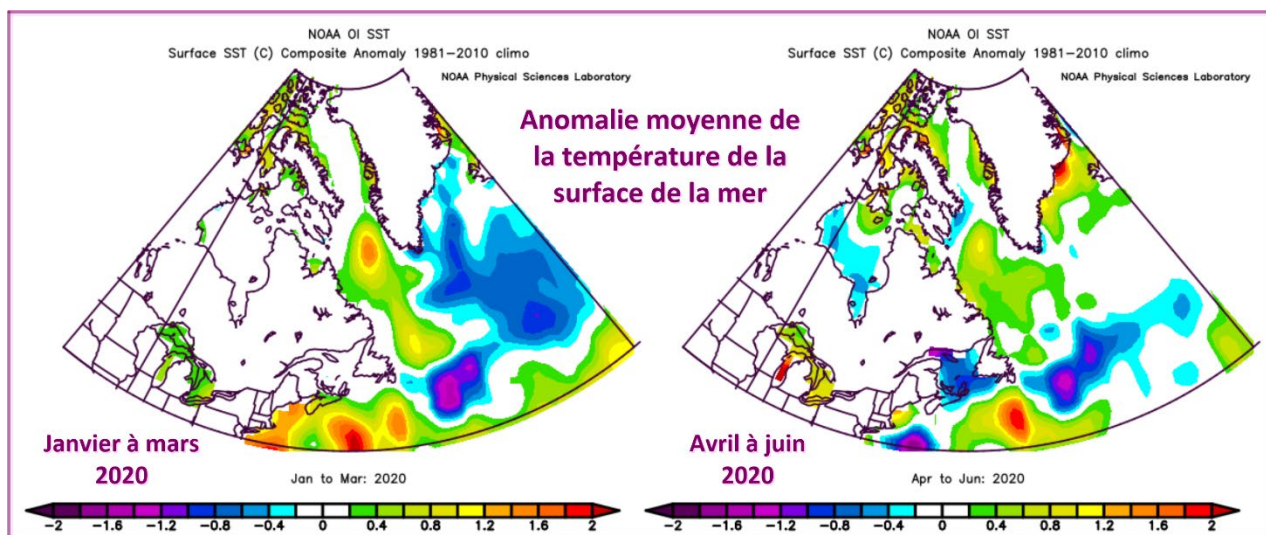 NOAA OI SST
Surface SST (C) Composite Anomaly 1981-2010 climo
NOAA Physical Sciences Laboratory
NOAA OI SST
Surface SST (C) Composite Anomaly 1981-2010 climo
NOAA Physical Sciences Laboratory
Anomalie moyenne de
la température de la
surface de la mer
Janvier à mars
2020
Jan to Mar: 2020
Avril à juin
2020
Apr to Jun: 2020
-2 -1.6 -1.2 -0.8 -0.4 0 0.4 0.8 1.2 1.6 2
-2 -1.6 -1.2 -0.8 -0.4 0 0.4 0.8 1.2 1.6 2